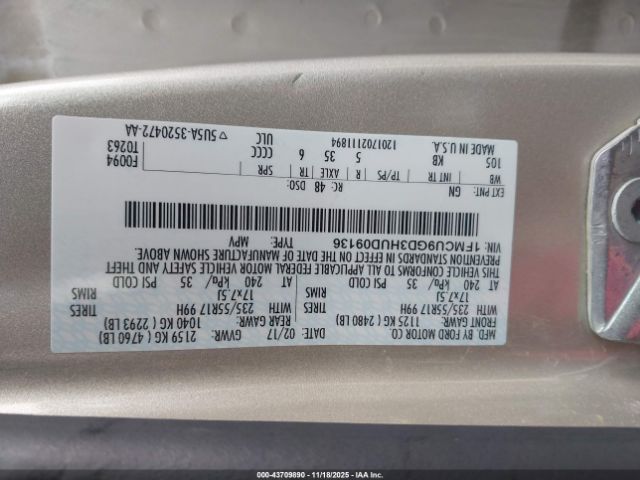 MFD. BY FORD MOTOR CO.
DATE: 02/17 GVWR: 2159 KG ( 4760 LB)
FRONT GAWR: 1125 KG ( 2480 LB) REAR GAWR: 1040 KG ( 2293 LB)
WITH 235/55R17 99H TIRES WITH 235/55R17 99H TIRES
17x7.5J RIMS 17x7.5J RIMS
AT 240 kPa/ 35 PSI COLD AT 240 kPa/ 35 PSI COLD
THIS VEHICLE CONFORMS TO ALL APPLICABLE FEDERAL MOTOR VEHICLE SAFETY AND THEFT
PREVENTION STANDARDS IN EFFECT ON THE DATE OF MANUFACTURE SHOWN ABOVE.
VIN: 1FMCU9GD3HUD09136 TYPE: MPV
EXT PNT: GN RC: 48 DSO: F0094
WB INT TR TP/PS R AXLE TR SPR T0263
105 KB 5 35 6 CCCC ULC
MADE IN U.S.A. 1201702111894 5U5A-3520472-AA
000-43709890 - 11/18/2025 - IAAI.COM